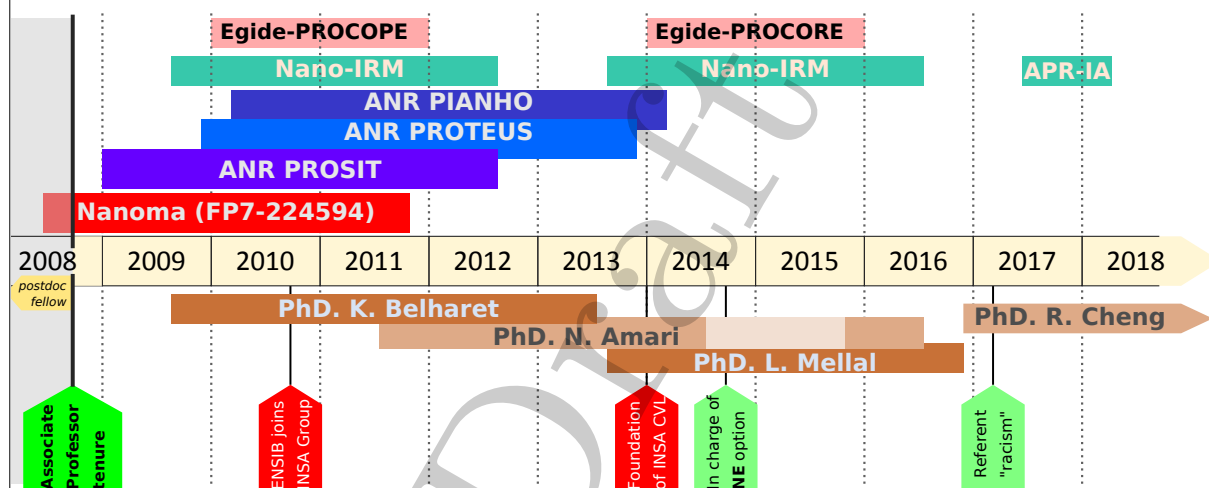 Egide-PROCOPE
Egide-PROCORE
Nano-IRM
Nano-IRM
APR-IA
ANR PIANHO
ANR PROTEUS
ANR PROSIT
Nanoma (FP7-224594)
2008 2009 2010 2011 2012 2013 2014 2015 2016 2017 2018
postdoc
fellow
PhD. K. Belharet
PhD. R. Cheng
PhD. N. Amari
PhD. L. Mellal
Associate
Professor
tenure
ENSIB joins
INSA Group
Foundation
of INSA CVL
In charge of
NE option
Referent
"racism"
Draft